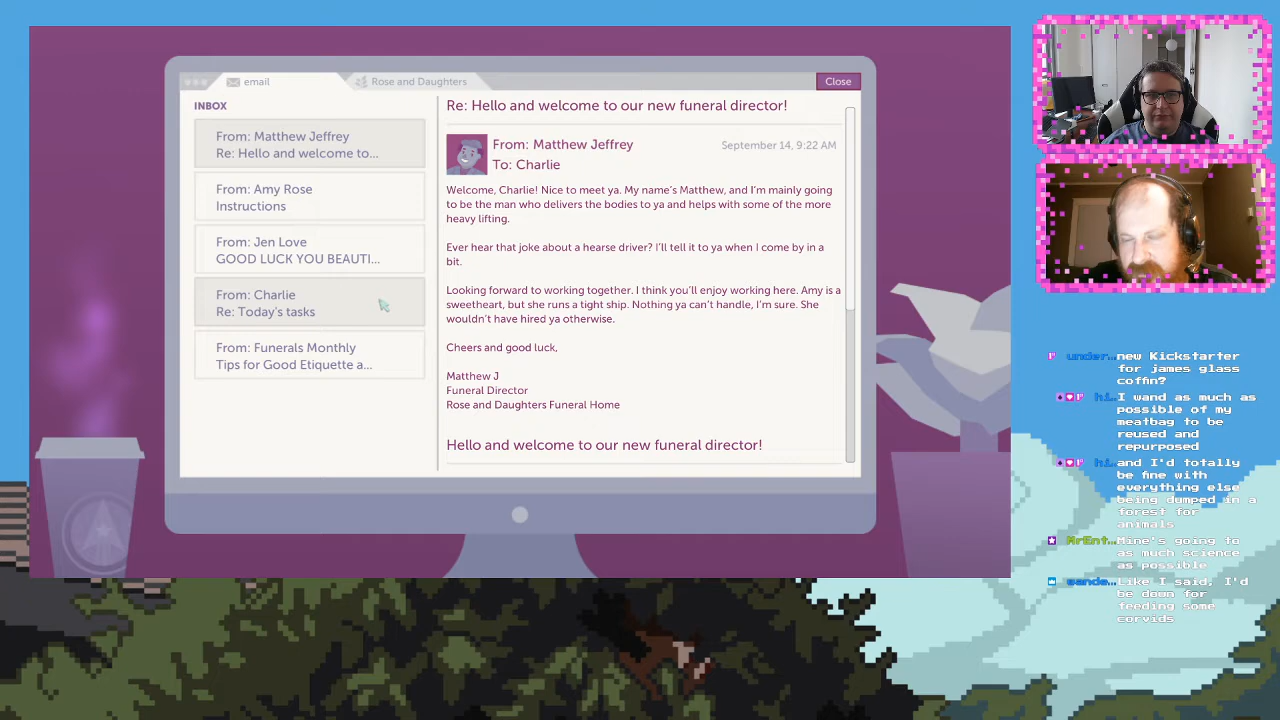 email
Rose and Daughters
Close
INBOX
From: Matthew Jeffrey
Re: Hello and welcome to...
From: Amy Rose
Instructions
From: Jen Love
GOOD LUCK YOU BEAUTI...
From: Charlie
Re: Today's tasks
From: Funerals Monthly
Tips for Good Etiquette a...
Re: Hello and welcome to our new funeral director!
From: Matthew Jeffrey
September 14, 9:22 AM
To: Charlie
Welcome, Charlie! Nice to meet ya. My name's Matthew, and I'm mainly going
to be the man who delivers the bodies to ya and helps with some of the more
heavy lifting.
Ever hear that joke about a hearse driver? I'll tell it to ya when I come by in a
bit.
Looking forward to working together. I think you'll enjoy working here. Amy is a
sweetheart, but she runs a tight ship. Nothing ya can't handle, I'm sure. She
wouldn't have hired ya otherwise.
Cheers and good luck,
Matthew J
Funeral Director
Rose and Daughters Funeral Home
Hello and welcome to our new funeral director!
under... new Kickstarter
for james glass
coffin?
hi... I wand as much as
possible of my
meatbag to be
reused and
repurposed
hi... and I'd totally
be fine with
everything else
being dumped in a
forest for
animals
MrEnt... Mine's going to
as much science
as possible
wande... Like I said, I'd
be down for
feeding some
corvids